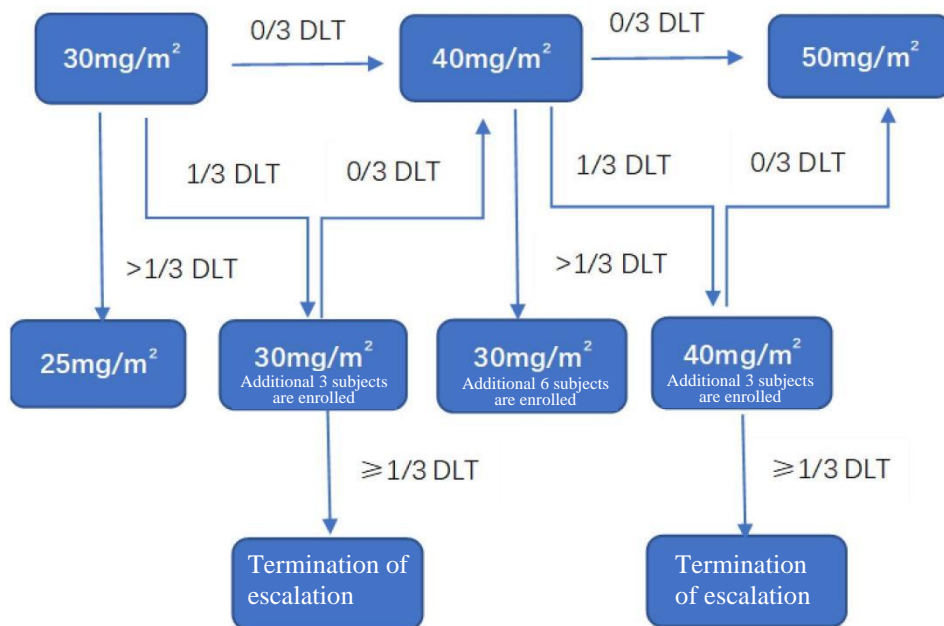 0/3 DLT
0/3 DLT
30mg/m²
40mg/m²
50mg/m²
1/3 DLT
0/3 DLT
1/3 DLT
0/3 DLT
>1/3 DLT
>1/3 DLT
25mg/m²
30mg/m²
Additional 3 subjects
are enrolled
30mg/m²
Additional 6 subjects
are enrolled
40mg/m²
Additional 3 subjects
are enrolled
≥1/3 DLT
≥1/3 DLT
Termination of
escalation
Termination
of escalation